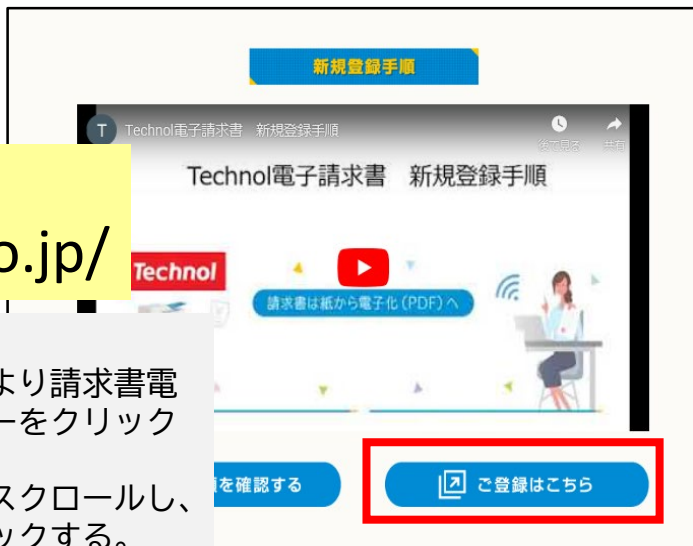 新規登録手順
T Technol電子請求書 新規登録手順
後で見る 共有
Technol電子請求書 新規登録手順
o.jp/
Technol
請求書は紙から電子化(PDF)へ
より請求書電
ーをクリック
スクロールし、
ックする。
を確認する
ご登録はこちら